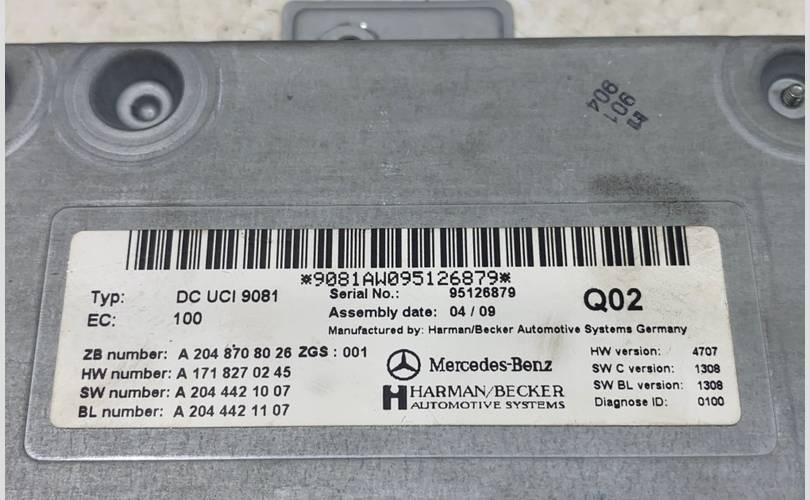 901
904
*9081AW095126879*
Typ: DC UCI 9081
Serial No.: 95126879
Q02
EC: 100
Assembly date: 04 / 09
Manufactured by: Harman/Becker Automotive Systems Germany
ZB number: A 204 870 80 26 ZGS : 001
HW number: A 171 827 02 45
SW number: A 204 442 10 07
BL number: A 204 442 11 07
Mercedes-Benz
HARMAN/BECKER
AUTOMOTIVE SYSTEMS
HW version: 4707
SW C version: 1308
SW BL version: 1308
Diagnose ID: 0100